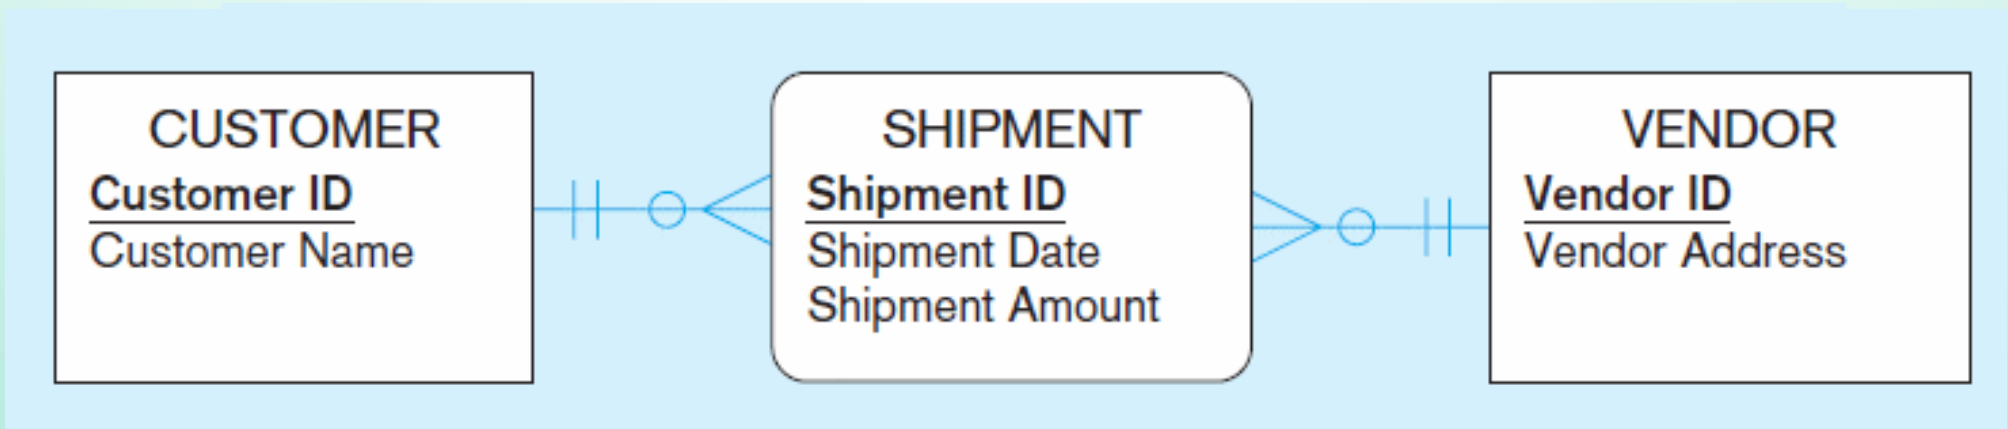 CUSTOMER
Customer ID
Customer Name
SHIPMENT
Shipment ID
Shipment Date
Shipment Amount
VENDOR
Vendor ID
Vendor Address